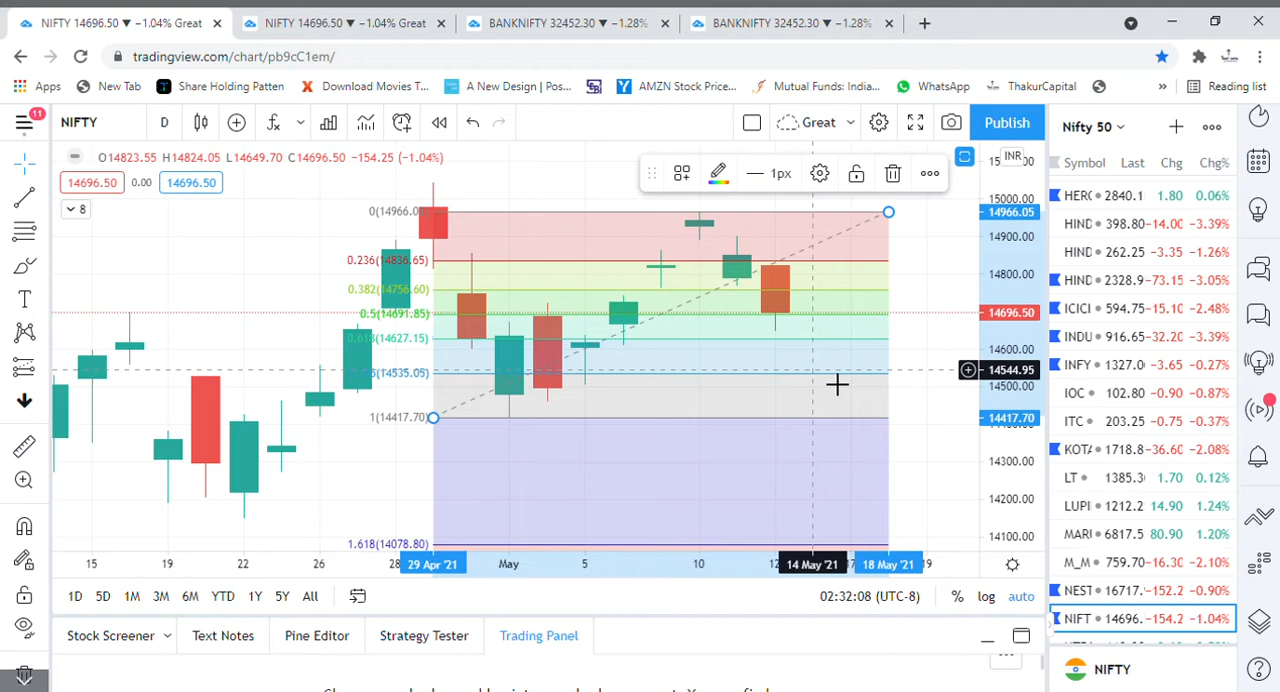 NIFTY 14696.50 ▼ −1.04% Great
NIFTY 14696.50 ▼ −1.04% Great
BANKNIFTY 32452.30 ▼ −1.28%
BANKNIFTY 32452.30 ▼ −1.28%
tradingview.com/chart/pb9cC1em/
Apps New Tab Share Holding Patten Download Movies T... A New Design | Pos... AMZN Stock Price... Mutual Funds: India... WhatsApp ThakurCapital » Reading list
11
NIFTY D Great Publish
Nifty 50
O14823.55 H14824.05 L14649.70 C14696.50 −154.25 (−1.04%)
14696.50 0.00 14696.50
8
1px
INR
Symbol Last Chg Chg%
HERO 2840.1 1.80 0.06%
HIND 398.80 -14.00 -3.39%
HIND 262.25 -3.35 -1.26%
HIND 2328.9 -73.15 -3.05%
ICICI 594.75 -15.10 -2.48%
INDU 916.65 -32.20 -3.39%
INFY 1327.0 -3.65 -0.27%
IOC 102.80 -0.90 -0.87%
ITC 203.25 -0.75 -0.37%
KOTA 1718.8 -36.60 -2.08%
LT 1385.3 1.70 0.12%
LUPI 1212.2 14.90 1.24%
MARI 6817.5 80.90 1.20%
M_M 759.70 -16.30 -2.10%
NEST 16717. -152.2 -0.90%
NIFT 14696. -154.2 -1.04%
NIFTY
0(14966.05)
0.236(14836.65)
0.382(14756.60)
0.5(14691.85)
0.618(14627.15)
(14535.05)
1(14417.70)
1.618(14078.80)
15000.00
14966.05
14900.00
14800.00
14696.50
14600.00
14544.95
14500.00
14417.70
14300.00
14200.00
14100.00
15 19 22 26 28 29 Apr '21 May 5 10 12 14 May '21 18 May '21 19
1D 5D 1M 3M 6M YTD 1Y 5Y All
02:32:08 (UTC-8) % log auto
Stock Screener Text Notes Pine Editor Strategy Tester Trading Panel